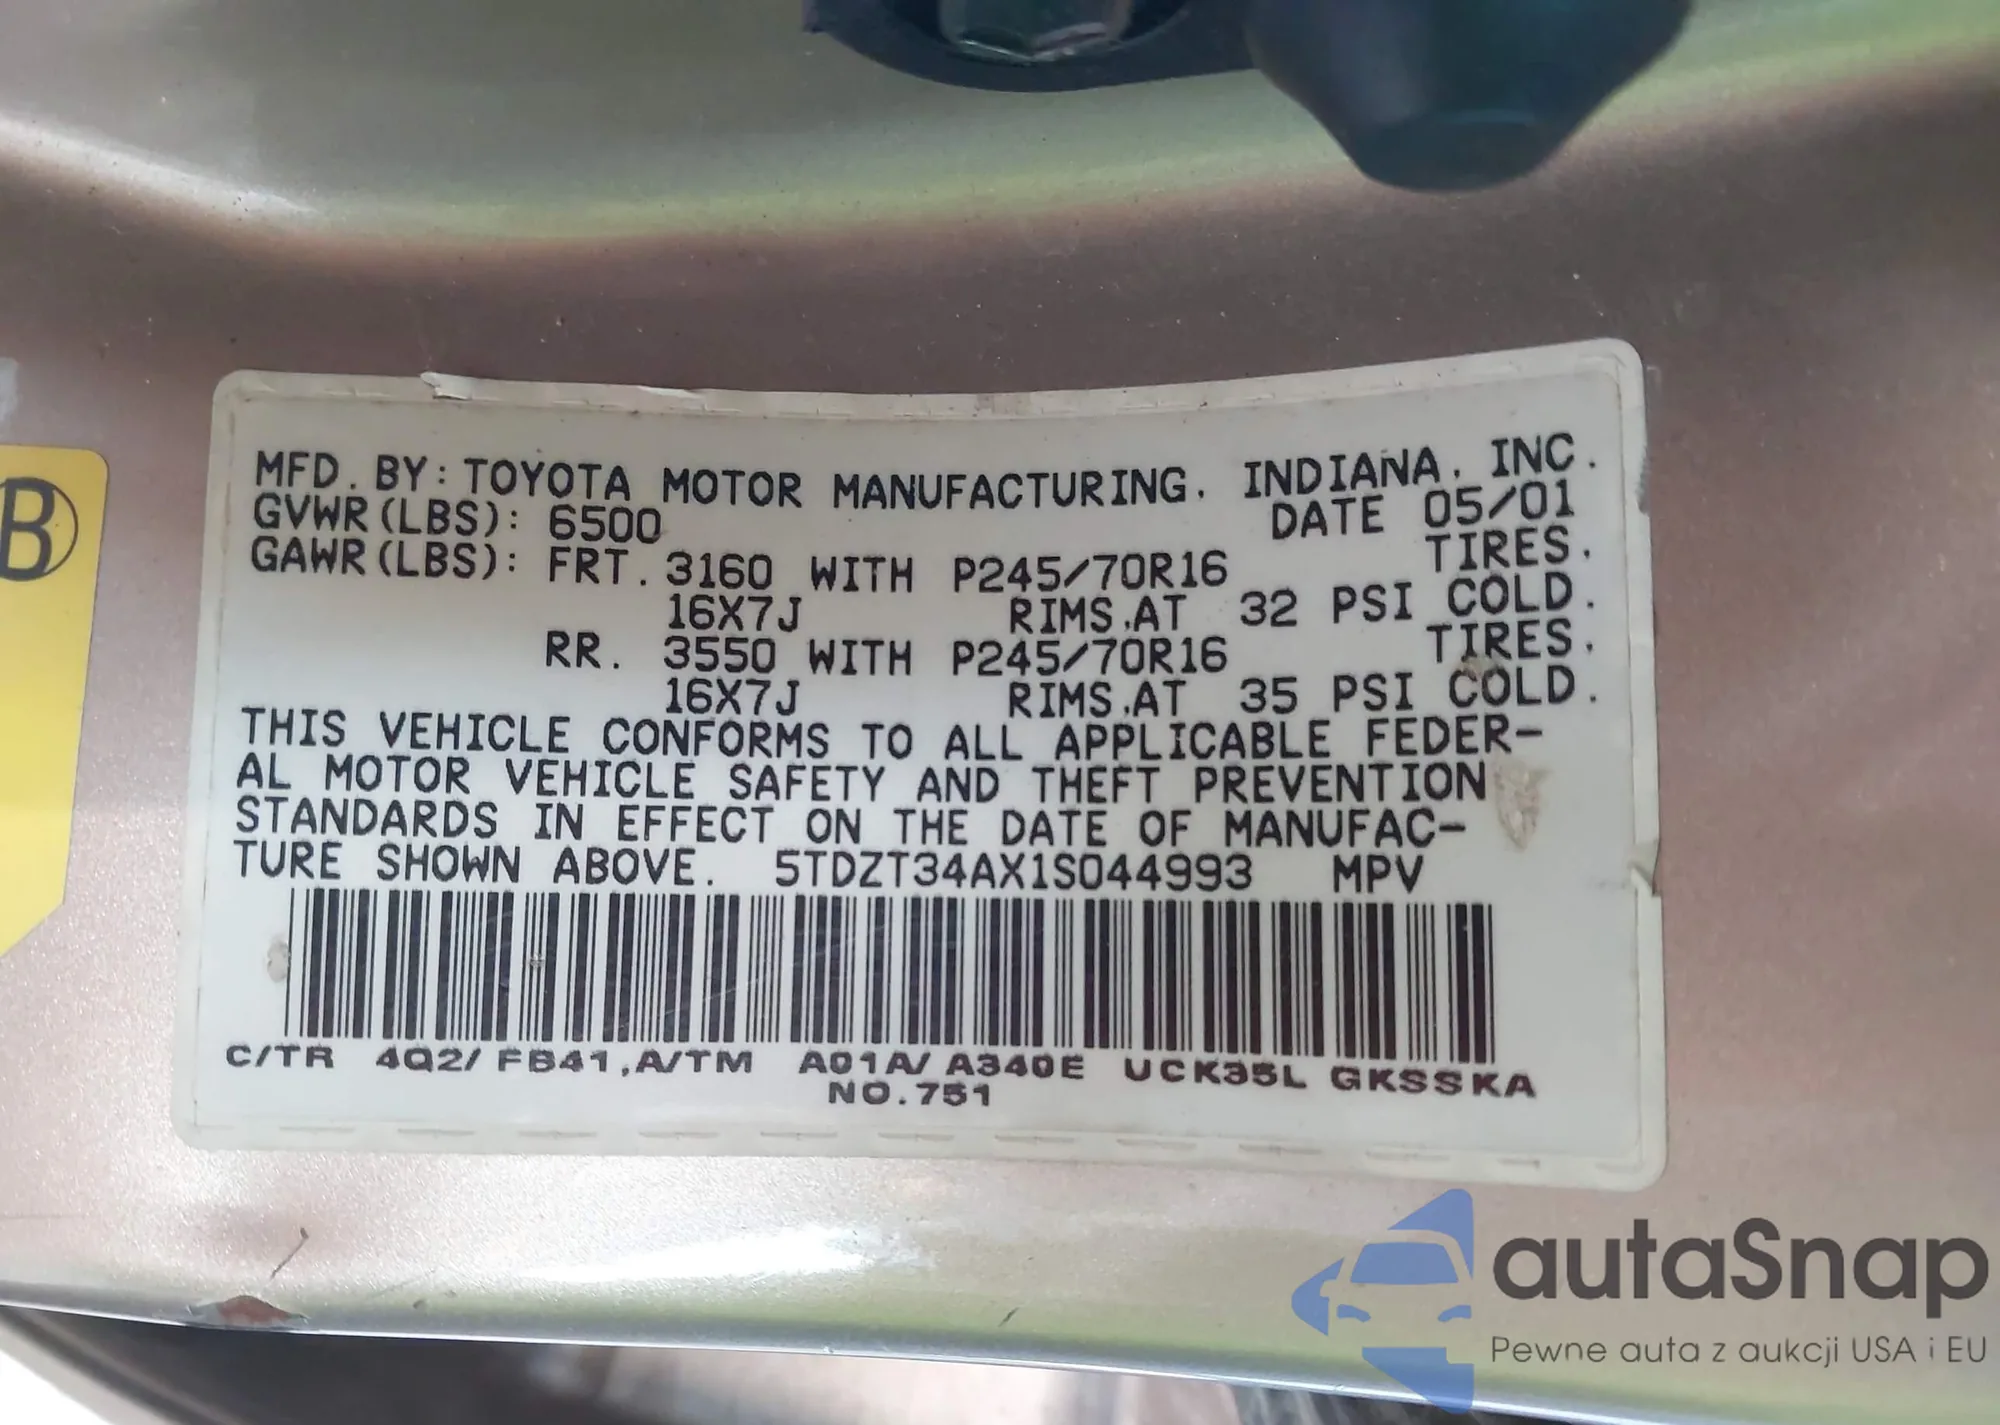 B
MFD. BY: TOYOTA MOTOR MANUFACTURING. INDIANA. INC.
GVWR(LBS): 6500 DATE 05/01
GAWR(LBS): FRT. 3160 WITH P245/70R16 TIRES.
16X7J RIMS.AT 32 PSI COLD.
RR. 3550 WITH P245/70R16 TIRES.
16X7J RIMS.AT 35 PSI COLD.
THIS VEHICLE CONFORMS TO ALL APPLICABLE FEDER-
AL MOTOR VEHICLE SAFETY AND THEFT PREVENTION
STANDARDS IN EFFECT ON THE DATE OF MANUFAC-
TURE SHOWN ABOVE. 5TDZT34AX1S044993 MPV
C/TR 4Q2/FB41,A/TM A01A/A340E UCK35L GKSSKA
NO.751
autaSnap
Pewne auta z aukcji USA i EU